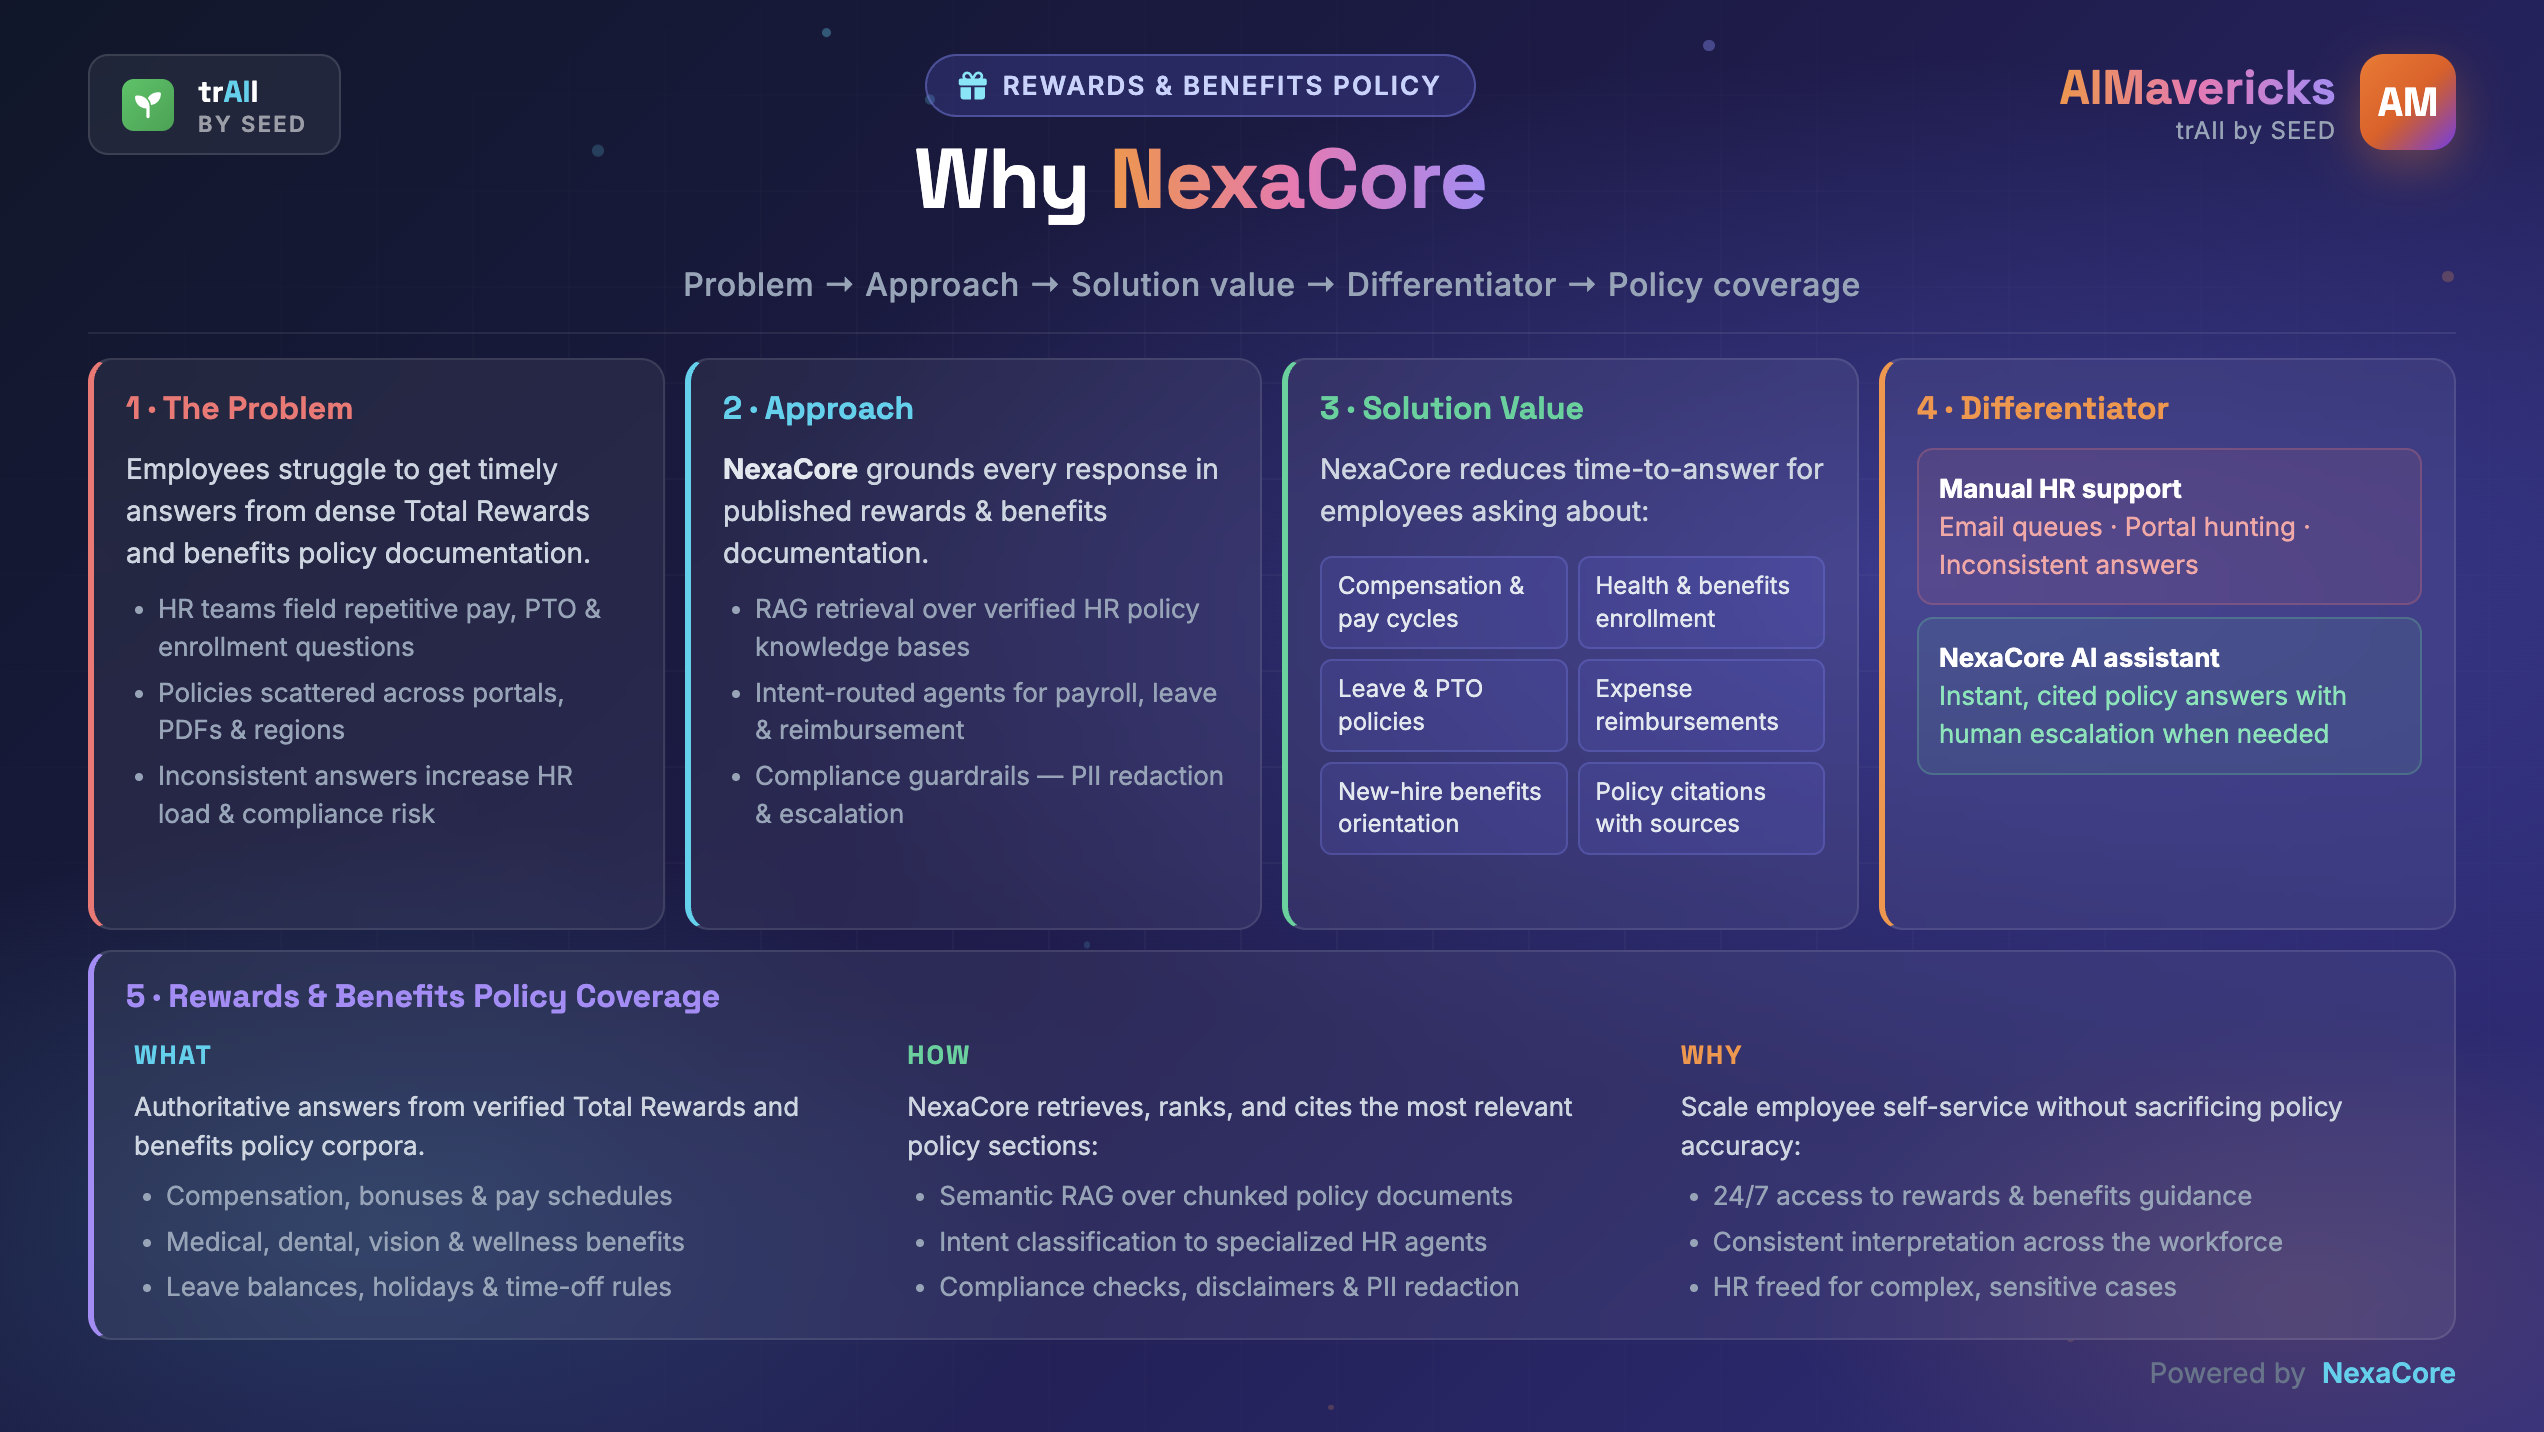 trAIl
BY SEED
REWARDS & BENEFITS POLICY
AIMavericks
trAIl by SEED
AM
Why NexaCore
Problem → Approach → Solution value → Differentiator → Policy coverage
1 · The Problem
Employees struggle to get timely
answers from dense Total Rewards
and benefits policy documentation.
• HR teams field repetitive pay, PTO &
enrollment questions
• Policies scattered across portals,
PDFs & regions
• Inconsistent answers increase HR
load & compliance risk
2 · Approach
NexaCore grounds every response in
published rewards & benefits
documentation.
• RAG retrieval over verified HR policy
knowledge bases
• Intent-routed agents for payroll, leave
& reimbursement
• Compliance guardrails — PII redaction
& escalation
3 · Solution Value
NexaCore reduces time-to-answer for
employees asking about:
Compensation &
pay cycles
Health & benefits
enrollment
Leave & PTO
policies
Expense
reimbursements
New-hire benefits
orientation
Policy citations
with sources
4 · Differentiator
Manual HR support
Email queues · Portal hunting ·
Inconsistent answers
NexaCore AI assistant
Instant, cited policy answers with
human escalation when needed
5 · Rewards & Benefits Policy Coverage
WHAT
Authoritative answers from verified Total Rewards and
benefits policy corpora.
• Compensation, bonuses & pay schedules
• Medical, dental, vision & wellness benefits
• Leave balances, holidays & time-off rules
HOW
NexaCore retrieves, ranks, and cites the most relevant
policy sections:
• Semantic RAG over chunked policy documents
• Intent classification to specialized HR agents
• Compliance checks, disclaimers & PII redaction
WHY
Scale employee self-service without sacrificing policy
accuracy:
• 24/7 access to rewards & benefits guidance
• Consistent interpretation across the workforce
• HR freed for complex, sensitive cases
Powered by NexaCore